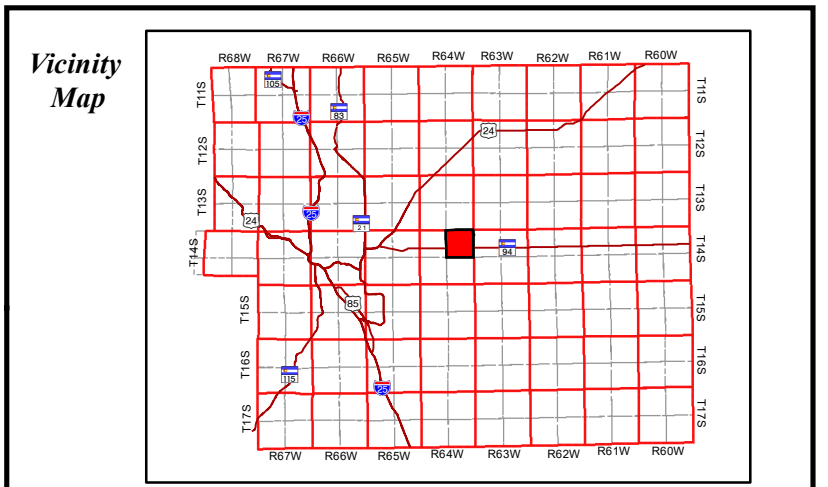 Vicinity
Map
R68W R67W R66W R65W R64W R63W R62W R61W R60W
T11S T11S
105
83
25
24
T12S T12S
T13S T13S
25
24
21
T14S T14S
94
85
T15S T15S
T16S T16S
115
25
T17S T17S
R67W R66W R65W R64W R63W R62W R61W R60W